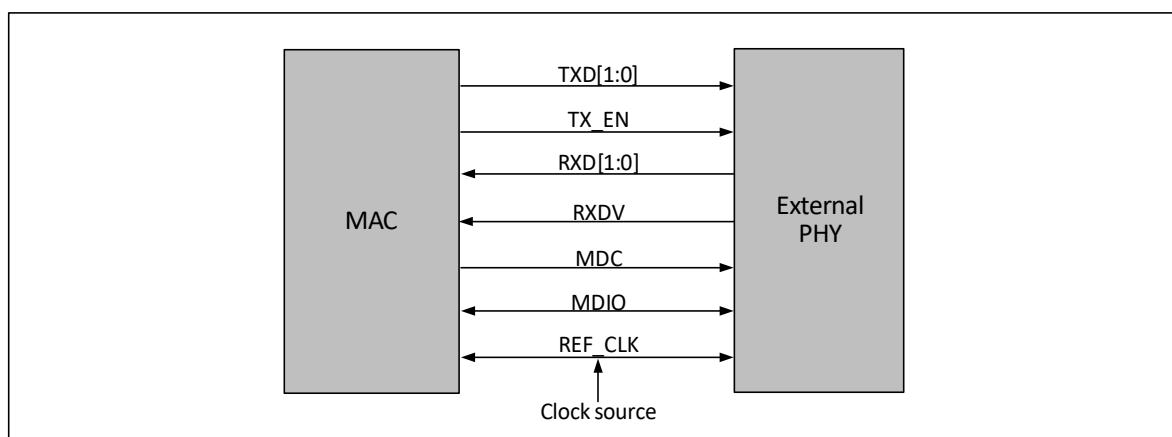 MAC
TXD[1:0]
TX_EN
RXD[1:0]
RXDV
MDC
MDIO
REF_CLK
Clock source
External
PHY